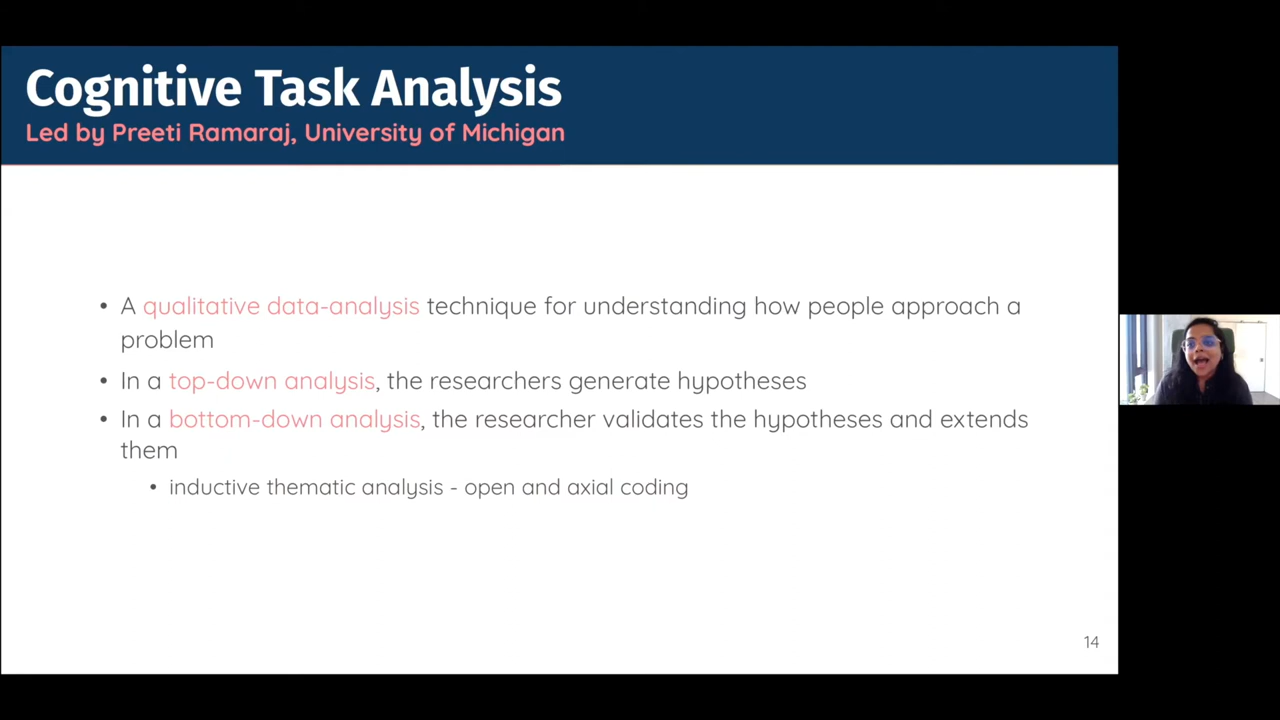 Cognitive Task Analysis
Led by Preeti Ramaraj, University of Michigan
• A qualitative data-analysis technique for understanding how people approach a
problem
• In a top-down analysis, the researchers generate hypotheses
• In a bottom-down analysis, the researcher validates the hypotheses and extends
them
• inductive thematic analysis - open and axial coding
14